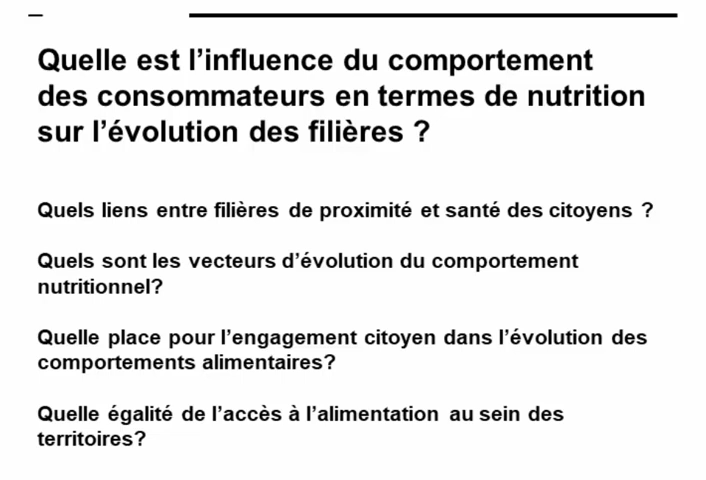 Quelle est l’influence du comportement
des consommateurs en termes de nutrition
sur l’évolution des filières ?
Quels liens entre filières de proximité et santé des citoyens ?
Quels sont les vecteurs d’évolution du comportement
nutritionnel?
Quelle place pour l’engagement citoyen dans l’évolution des
comportements alimentaires?
Quelle égalité de l’accès à l’alimentation au sein des
territoires?